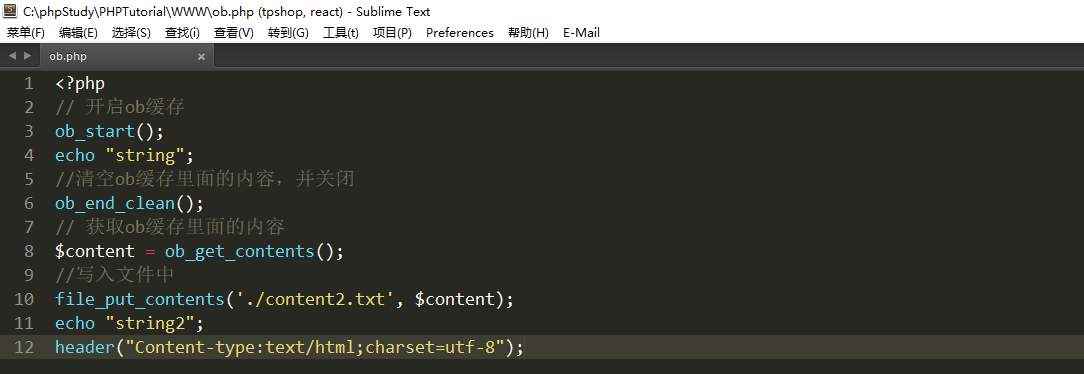 C:\phpStudy\PHPTutorial\WWW\ob.php (tpshop, react) - Sublime Text
菜单(F) 编辑(E) 选择(S) 查找(i) 查看(V) 转到(G) 工具(t) 项目(P) Preferences 帮助(H) E-Mail
ob.php ×
1 <?php
2 // 开启ob缓存
3 ob_start();
4 echo "string";
5 //清空ob缓存里面的内容，并关闭
6 ob_end_clean();
7 // 获取ob缓存里面的内容
8 $content = ob_get_contents();
9 //写入文件中
10 file_put_contents('./content2.txt', $content);
11 echo "string2";
12 header("Content-type:text/html;charset=utf-8");